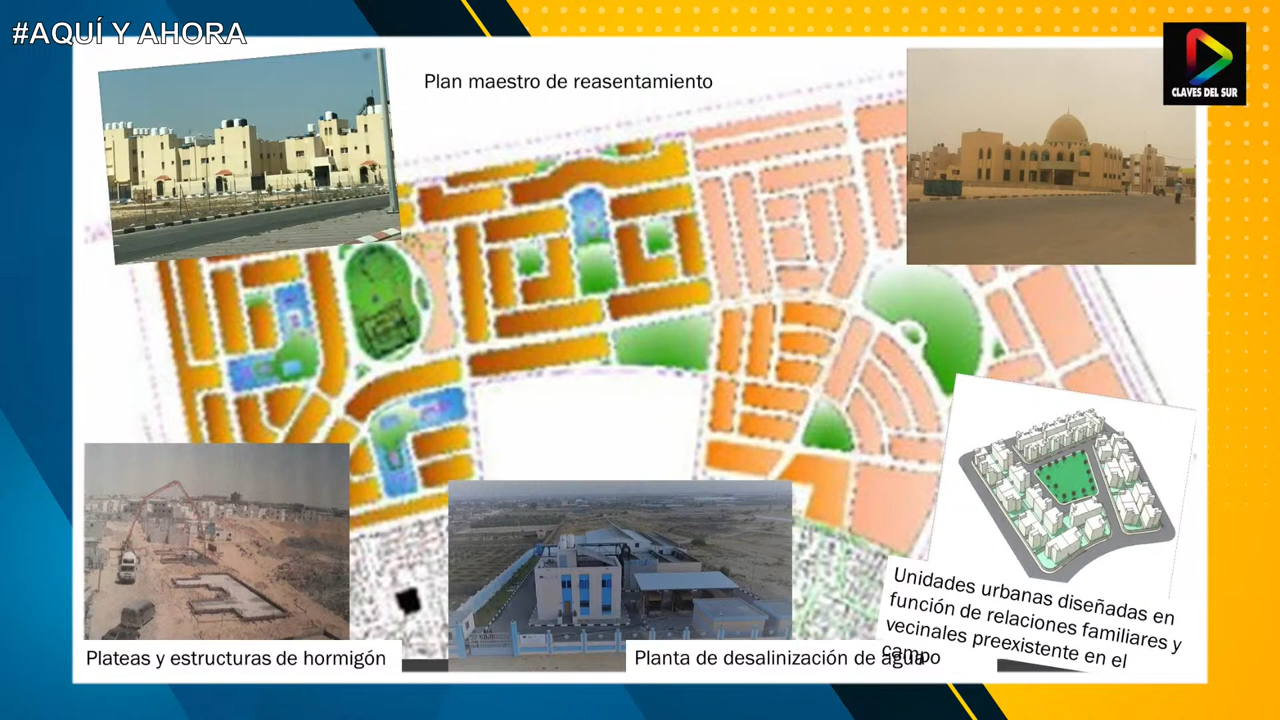 #AQUÍ Y AHORA
Plan maestro de reasentamiento
CLAVES DEL SUR
Plateas y estructuras de hormigón
Planta de desalinización de agua
Unidades urbanas diseñadas en
función de relaciones familiares y
vecinales preexistente en el
campo